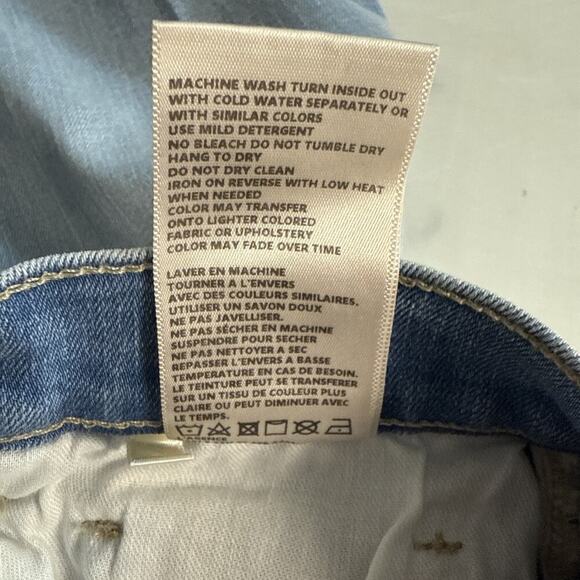 MACHINE WASH TURN INSIDE OUT
WITH COLD WATER SEPARATELY OR
WITH SIMILAR COLORS
USE MILD DETERGENT
NO BLEACH DO NOT TUMBLE DRY
HANG TO DRY
DO NOT DRY CLEAN
IRON ON REVERSE WITH LOW HEAT
WHEN NEEDED
COLOR MAY TRANSFER
ONTO LIGHTER COLORED
FABRIC OR UPHOLSTERY
COLOR MAY FADE OVER TIME
LAVER EN MACHINE
TOURNER A L'ENVERS
AVEC DES COULEURS SIMILAIRES.
UTILISER UN SAVON DOUX
NE PAS JAVELLISER.
NE PAS SÉCHER EN MACHINE
SUSPENDRE POUR SECHER
NE PAS NETTOYER A SEC
REPASSER L'ENVERS A BASSE
TEMPERATURE EN CAS DE BESOIN.
LE TEINTURE PEUT SE TRANSFERER
SUR UN TISSU DE COULEUR PLUS
CLAIRE OU PEUT DIMINUER AVEC
LE TEMPS.